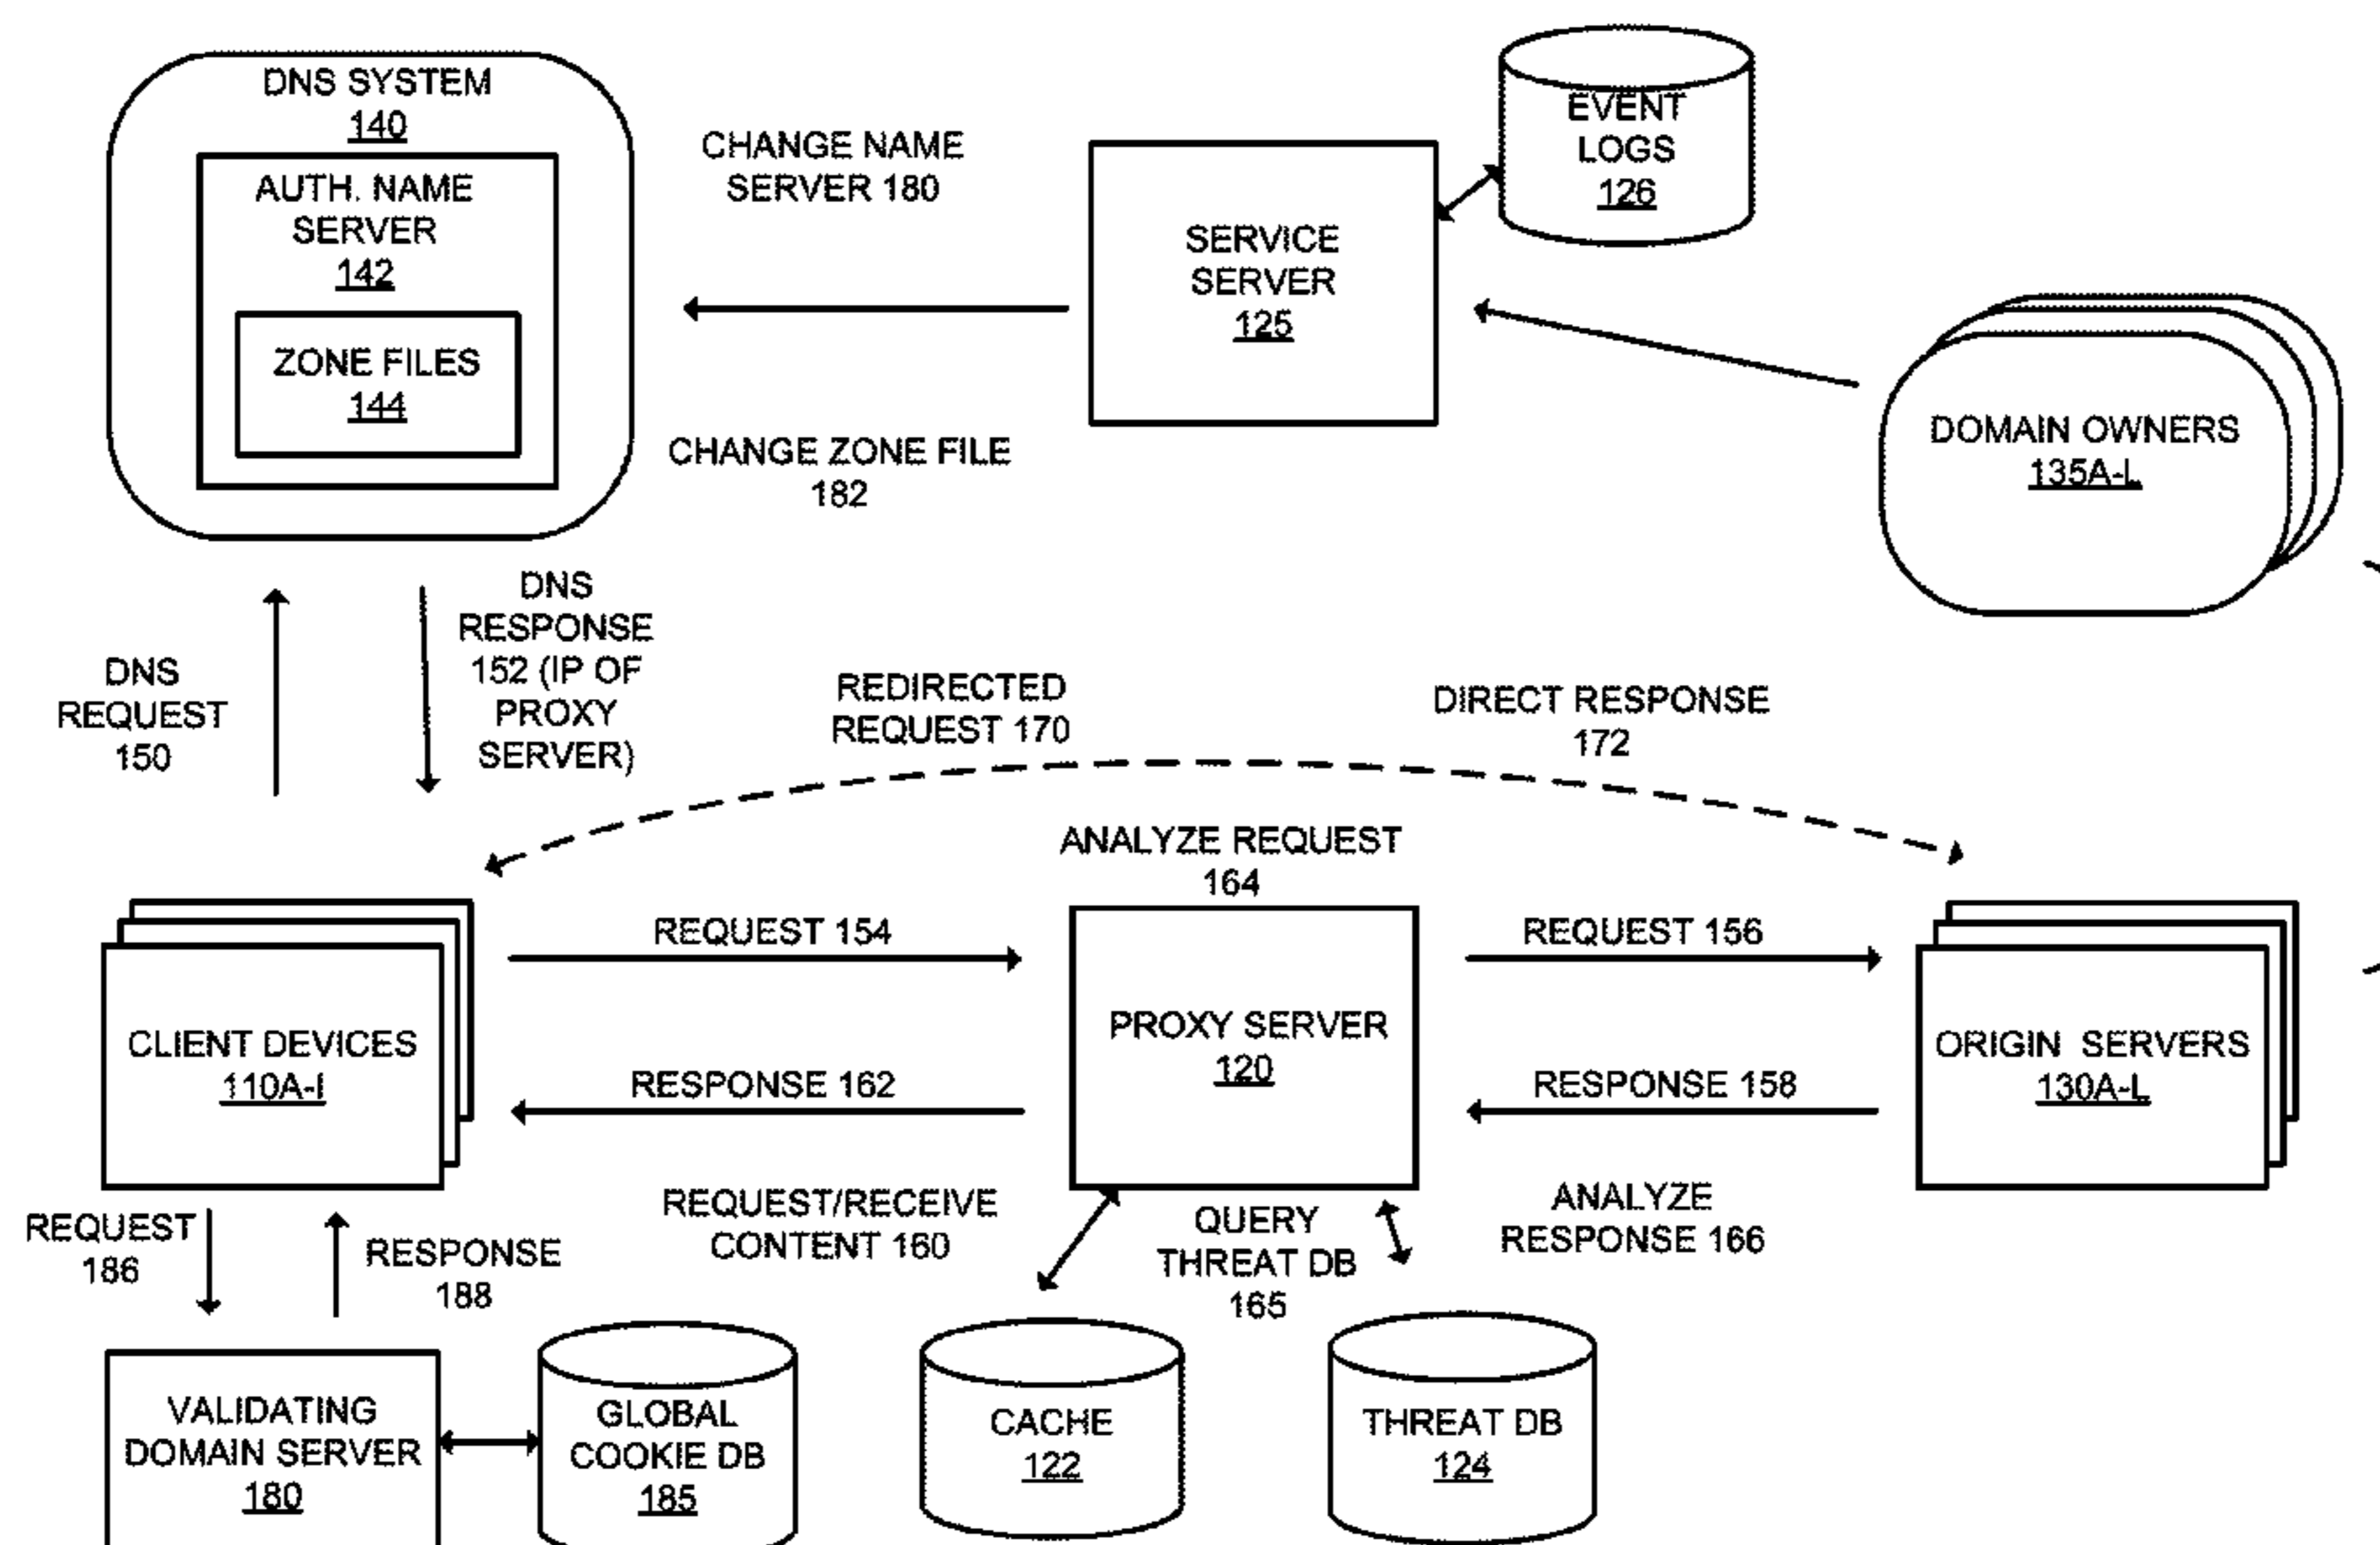 DNS SYSTEM
140
AUTH. NAME
SERVER
142
ZONE FILES
144
CHANGE NAME
SERVER 180
CHANGE ZONE FILE
182
SERVICE
SERVER
125
EVENT
LOGS
126
DOMAIN OWNERS
135A-L
DNS
REQUEST
150
DNS
RESPONSE
152 (IP OF
PROXY
SERVER)
REDIRECTED
REQUEST 170
DIRECT RESPONSE
172
ANALYZE REQUEST
164
CLIENT DEVICES
110A-I
REQUEST 154
RESPONSE 162
PROXY SERVER
120
REQUEST 156
RESPONSE 158
ORIGIN SERVERS
130A-L
REQUEST
186
RESPONSE
188
REQUEST/RECEIVE
CONTENT 160
QUERY
THREAT DB
165
ANALYZE
RESPONSE 166
VALIDATING
DOMAIN SERVER
180
GLOBAL
COOKIE DB
185
CACHE
122
THREAT DB
124